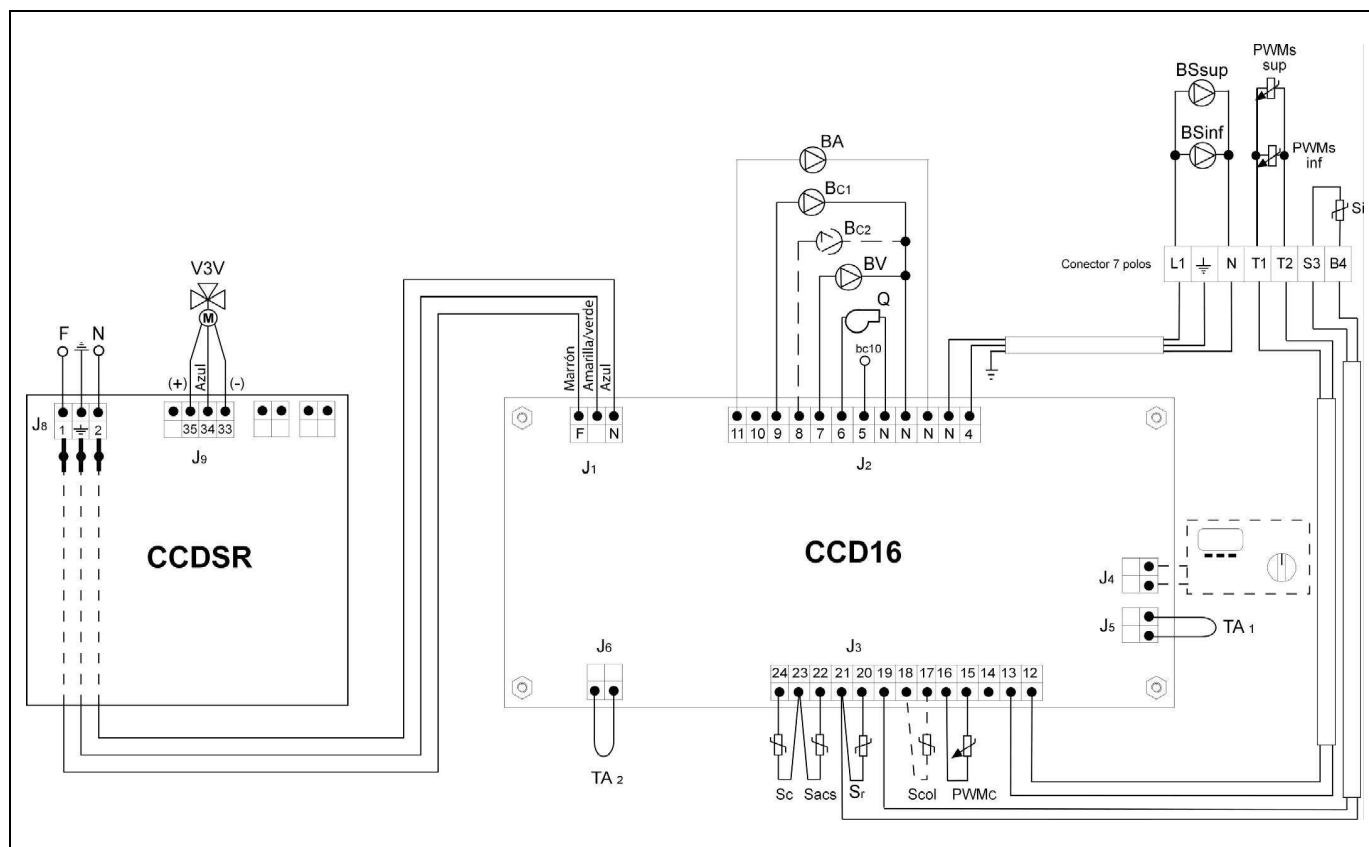 PWMs
sup
BSsup
BSinf
PWMs
inf
Si
BA
BC1
BC2
BV
Q
bc10
Conector 7 polos
L1 N T1 T2 S3 B4
V3V
M
F N
(+) Azul (-)
Marrón
Amarilla/verde
Azul
J8
1 2
35 34 33
J9
F N
J1
11 10 9 8 7 6 5 N N N N 4
J2
CCDSR
CCD16
J4
J5
TA 1
J6
J3
24 23 22 21 20 19 18 17 16 15 14 13 12
TA 2
Sc Sacs Sr Scol PWMC